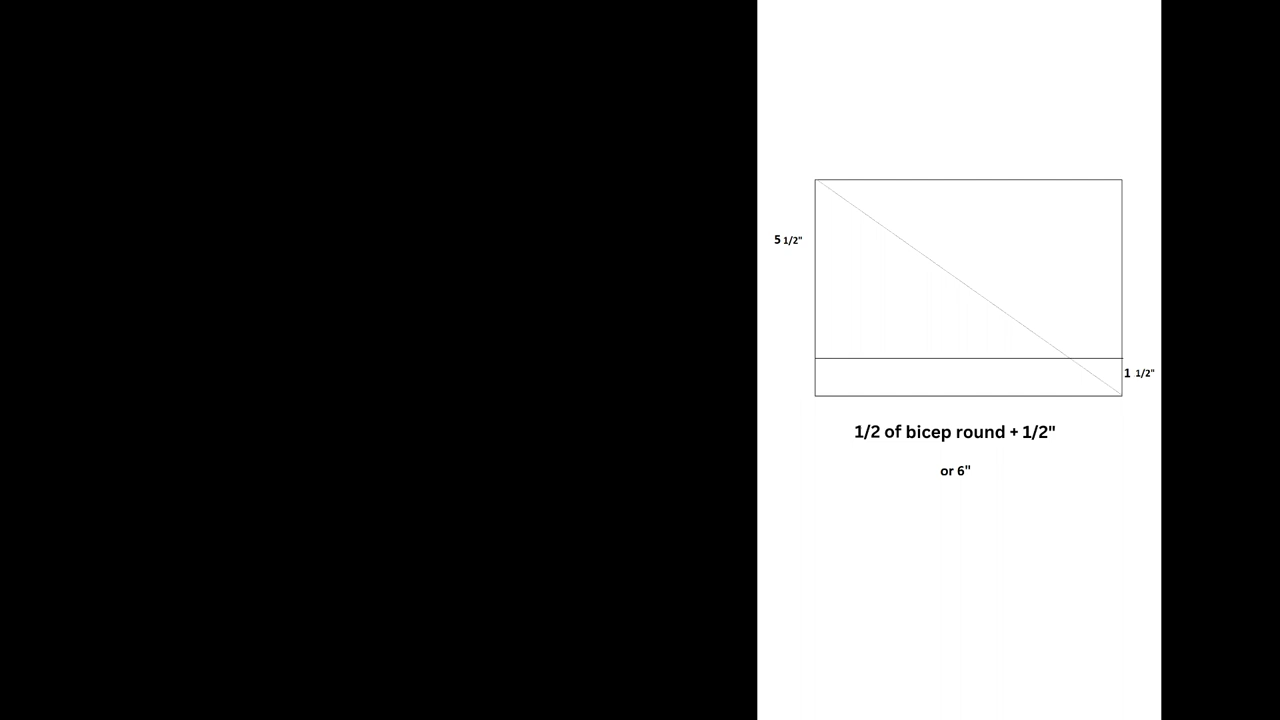 5 1/2"
1 1/2"
1/2 of bicep round + 1/2"
or 6"